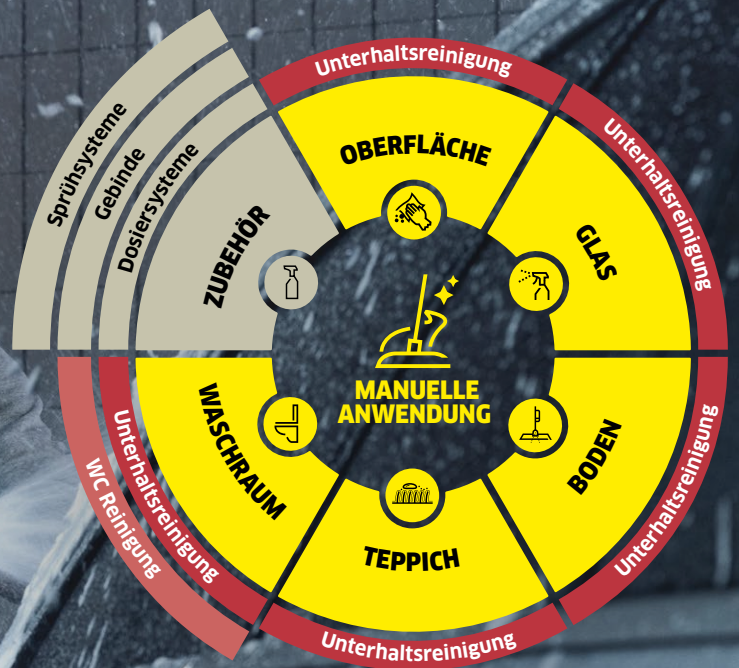 Unterhaltsreinigung
OBERFLÄCHE
Unterhaltsreinigung
GLAS
Unterhaltsreinigung
BODEN
Unterhaltsreinigung
TEPPICH
WC Reinigung
Unterhaltsreinigung
WASCHRAUM
Sprühsysteme
Gebinde
Dosiersysteme
ZUBEHÖR
MANUELLE
ANWENDUNG